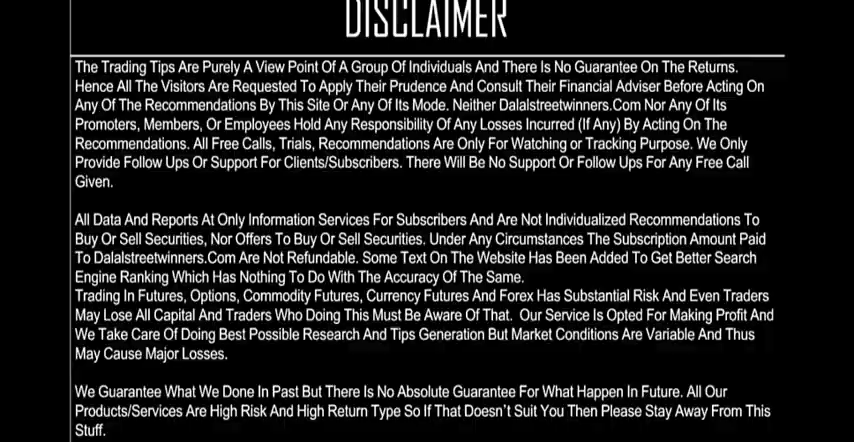 DISCLAIMER
The Trading Tips Are Purely A View Point Of A Group Of Individuals And There Is No Guarantee On The Returns.
Hence All The Visitors Are Requested To Apply Their Prudence And Consult Their Financial Adviser Before Acting On
Any Of The Recommendations By This Site Or Any Of Its Mode. Neither Dalalstreetwinners.Com Nor Any Of Its
Promoters, Members, Or Employees Hold Any Responsibility Of Any Losses Incurred (If Any) By Acting On The
Recommendations. All Free Calls, Trials, Recommendations Are Only For Watching or Tracking Purpose. We Only
Provide Follow Ups Or Support For Clients/Subscribers. There Will Be No Support Or Follow Ups For Any Free Call
Given.
All Data And Reports At Only Information Services For Subscribers And Are Not Individualized Recommendations To
Buy Or Sell Securities, Nor Offers To Buy Or Sell Securities. Under Any Circumstances The Subscription Amount Paid
To Dalalstreetwinners.Com Are Not Refundable. Some Text On The Website Has Been Added To Get Better Search
Engine Ranking Which Has Nothing To Do With The Accuracy Of The Same.
Trading In Futures, Options, Commodity Futures, Currency Futures And Forex Has Substantial Risk And Even Traders
May Lose All Capital And Traders Who Doing This Must Be Aware Of That. Our Service Is Opted For Making Profit And
We Take Care Of Doing Best Possible Research And Tips Generation But Market Conditions Are Variable And Thus
May Cause Major Losses.
We Guarantee What We Done In Past But There Is No Absolute Guarantee For What Happen In Future. All Our
Products/Services Are High Risk And High Return Type So If That Doesn't Suit You Then Please Stay Away From This
Stuff.